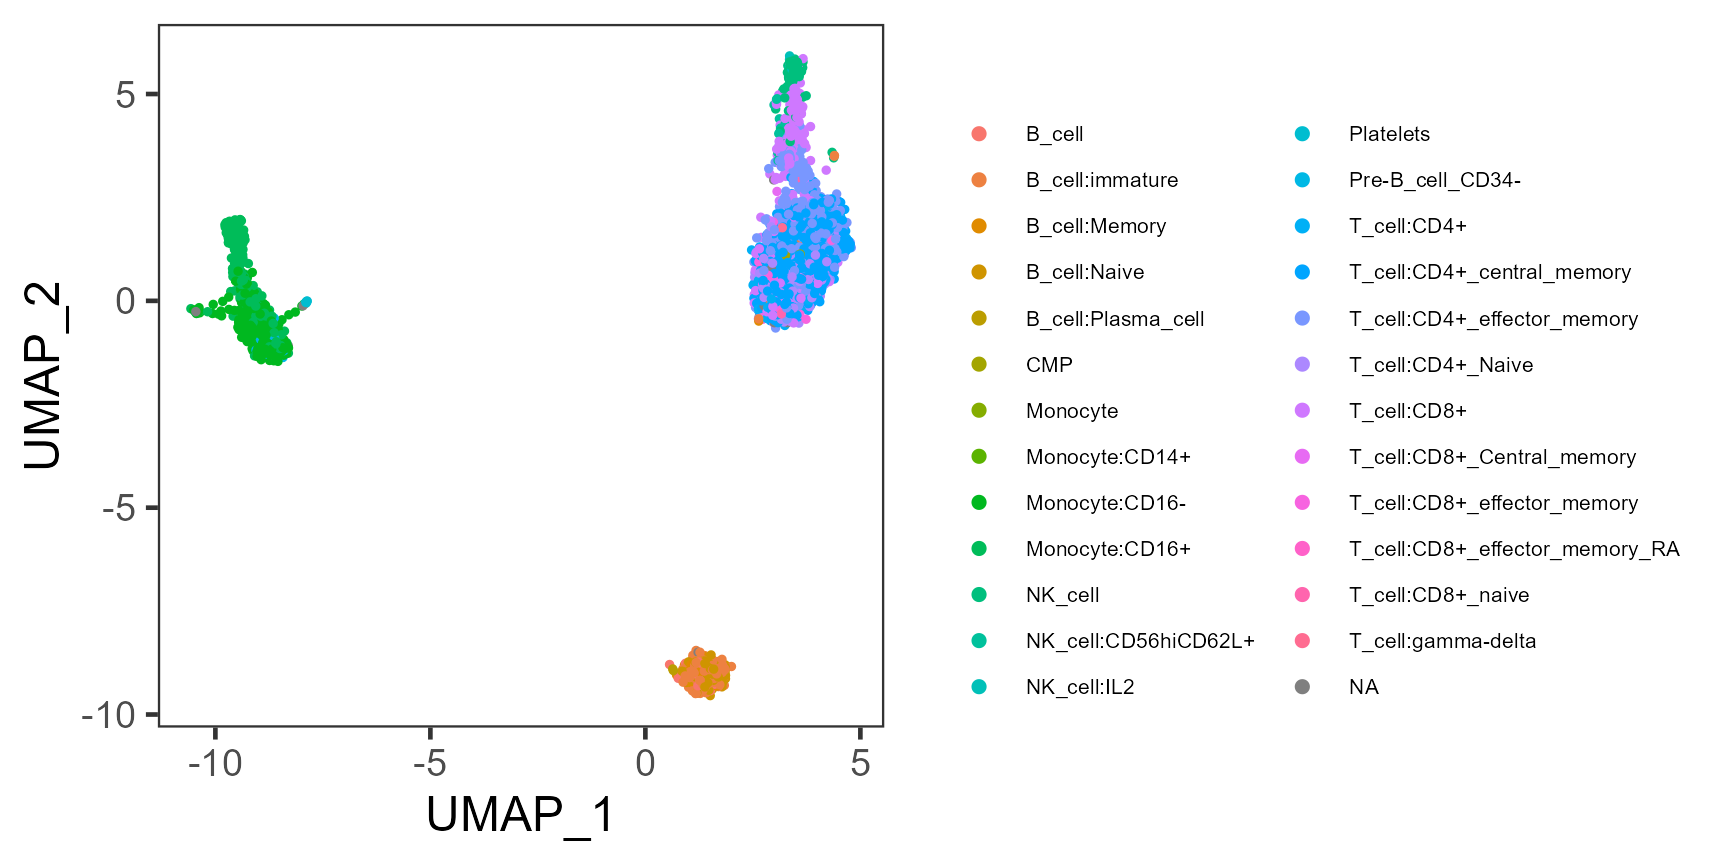 5
0
-5
-10
UMAP_2
-10
-5
0
5
UMAP_1
B_cell
B_cell:immature
B_cell:Memory
B_cell:Naive
B_cell:Plasma_cell
CMP
Monocyte
Monocyte:CD14+
Monocyte:CD16-
Monocyte:CD16+
NK_cell
NK_cell:CD56hiCD62L+
NK_cell:IL2
Platelets
Pre-B_cell_CD34-
T_cell:CD4+
T_cell:CD4+_central_memory
T_cell:CD4+_effector_memory
T_cell:CD4+_Naive
T_cell:CD8+
T_cell:CD8+_Central_memory
T_cell:CD8+_effector_memory
T_cell:CD8+_effector_memory_RA
T_cell:CD8+_naive
T_cell:gamma-delta
NA